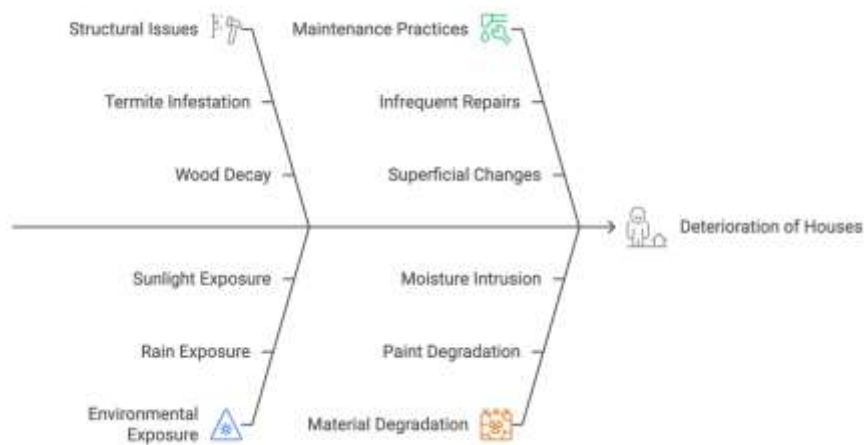 Structural Issues
Maintenance Practices
Termite Infestation
Infrequent Repairs
Wood Decay
Superficial Changes
Deterioration of Houses
Sunlight Exposure
Moisture Intrusion
Rain Exposure
Paint Degradation
Environmental
Exposure
Material Degradation